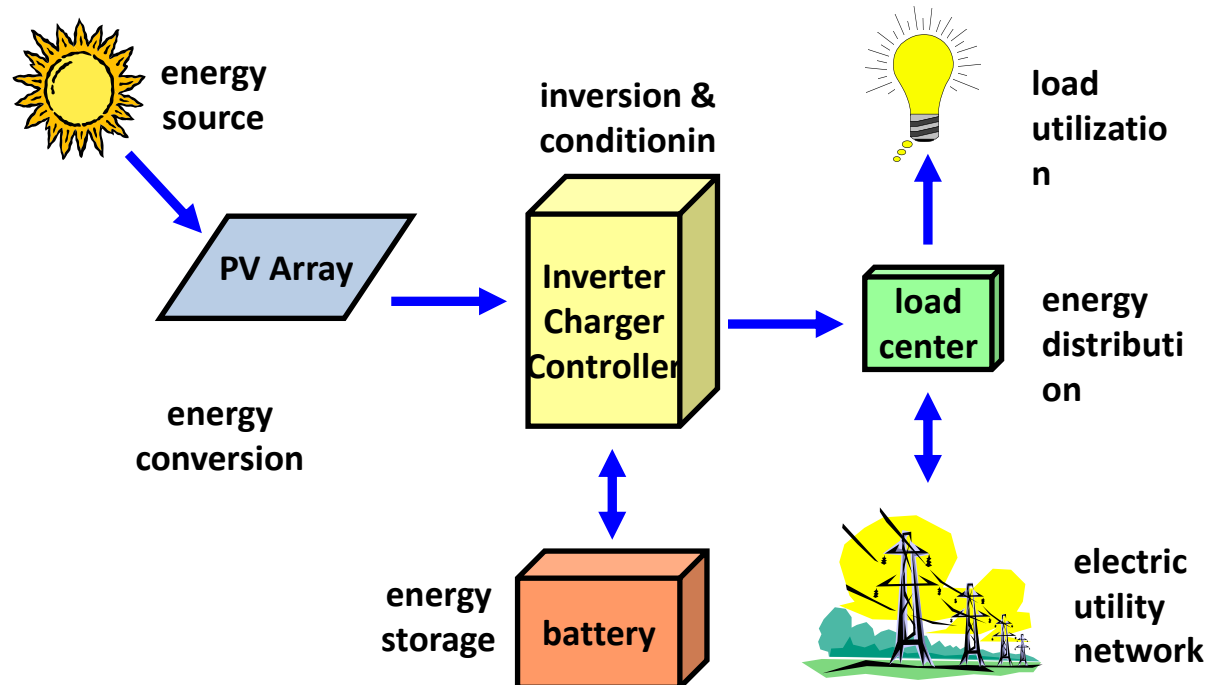 energy
source
inversion &
conditionin
load
utilizatio
n
PV Array
Inverter
Charger
Controller
load
center
energy
distributi
on
energy
conversion
energy
storage
battery
electric
utility
network